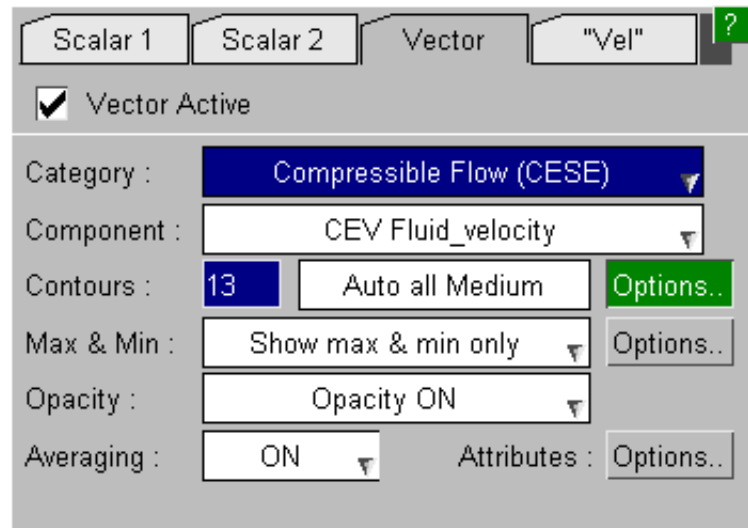 Scalar 1 Scalar 2 Vector "Vel" ?
Vector Active
Category : Compressible Flow (CESE)
Component : CEV Fluid_velocity
Contours : 13 Auto all Medium Options..
Max & Min : Show max & min only Options..
Opacity : Opacity ON
Averaging : ON Attributes : Options..